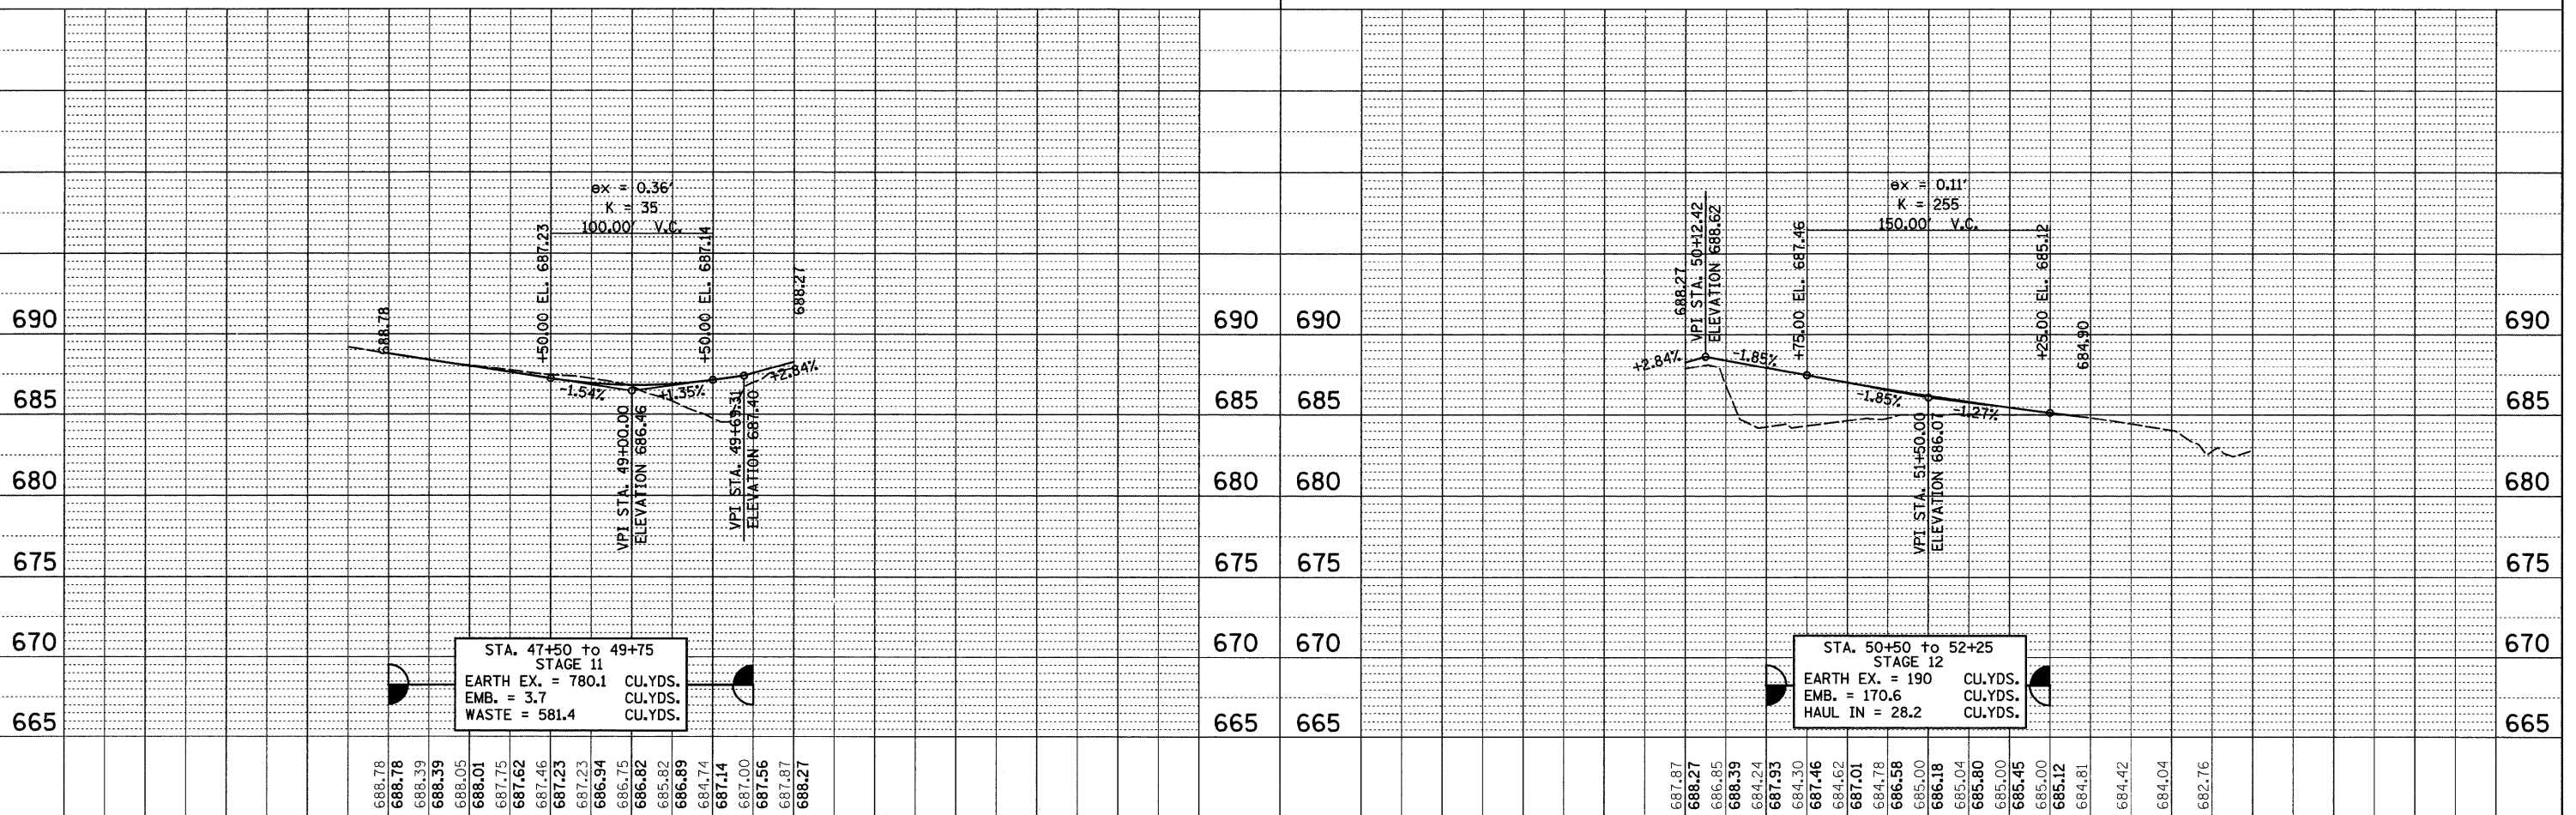 ex = 0.36'
K = 35
100.00' V.C.
+50.00 EL. 687.23
+50.00 EL. 687.14
688.78
688.27
-1.54%
+1.35%
+2.84%
VPI STA. 49+00.00
ELEVATION 686.46
VPI STA. 49+69.31
ELEVATION 687.40
690
685
680
675
670
665
STA. 47+50 to 49+75
STAGE 11
EARTH EX. = 780.1 CU.YDS.
EMB. = 3.7 CU.YDS.
WASTE = 581.4 CU.YDS.
688.78
688.78
688.39
688.39
688.05
688.01
687.75
687.62
687.46
687.23
687.23
686.94
686.75
686.82
685.82
686.89
684.74
687.14
687.00
687.56
687.87
688.27
690 690
685 685
680 680
675 675
670 670
665 665
ex = 0.11'
K = 255
150.00' V.C.
688.27
VPI STA. 50+12.42
ELEVATION 688.62
+75.00 EL. 687.46
+25.00 EL. 685.12
684.90
+2.84%
-1.85%
-1.85%
-1.27%
VPI STA. 51+50.00
ELEVATION 686.07
STA. 50+50 to 52+25
STAGE 12
EARTH EX. = 190 CU.YDS.
EMB. = 170.6 CU.YDS.
HAUL IN = 28.2 CU.YDS.
690
685
680
675
670
665
687.87
688.27
686.85
688.39
684.24
687.93
684.30
687.46
684.62
687.01
684.78
686.58
685.00
686.18
685.04
685.80
685.00
685.45
685.00
685.12
684.81
684.42
684.04
682.76